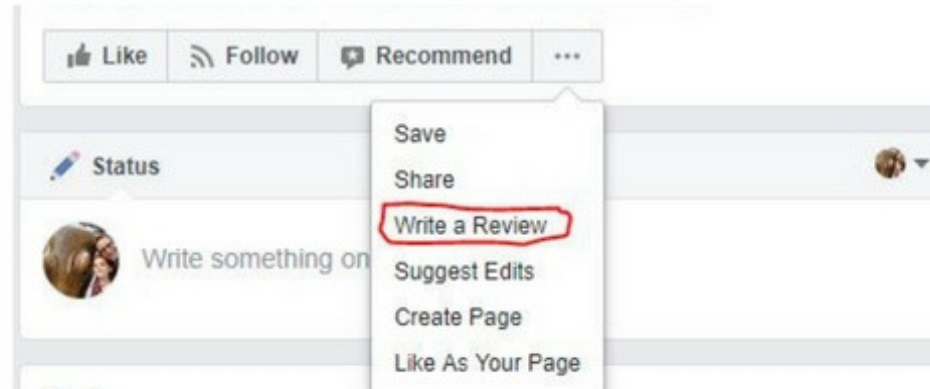 Like Follow Recommend ...
Save
Status
Share
Write a Review
Write something on
Suggest Edits
Create Page
Like As Your Page